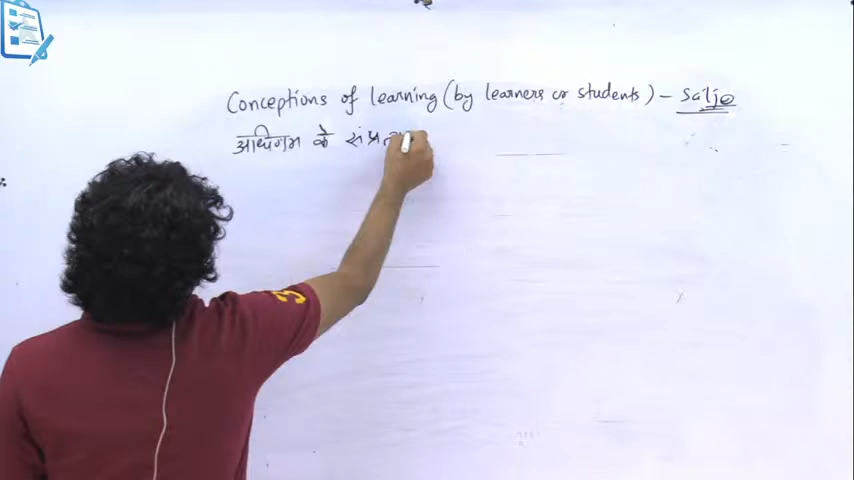 Conceptions of learning (by learners or students) – Saljo
अधिगम के संप्रत्य